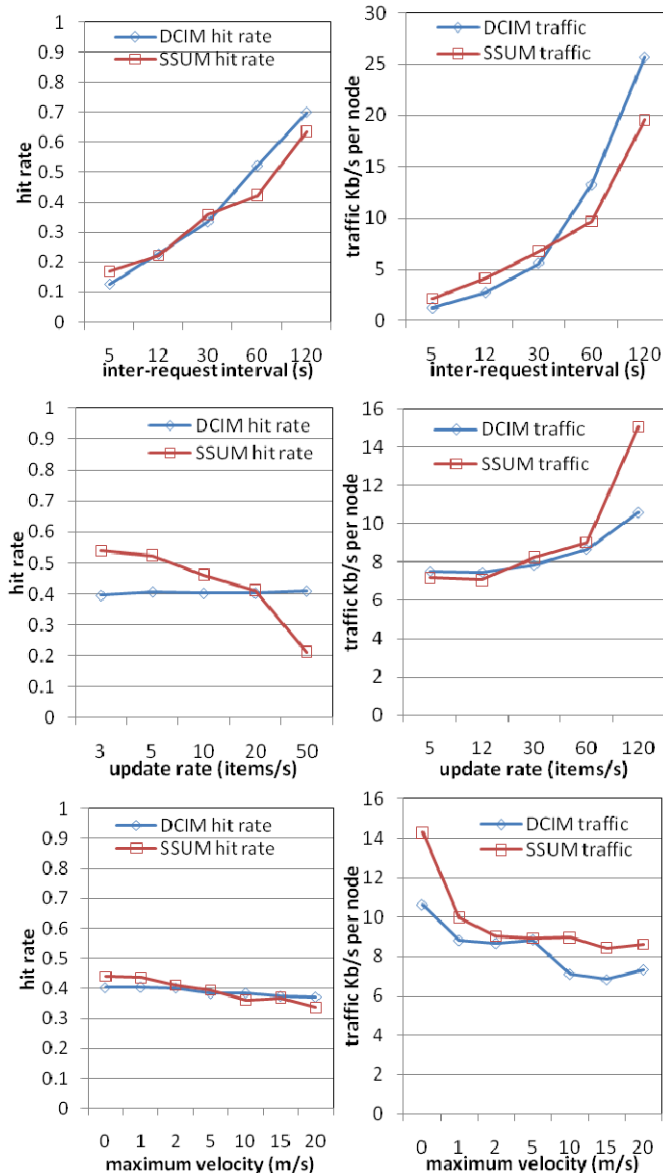 1
0.9
0.8
0.7
0.6
0.5
0.4
0.3
0.2
0.1
0
hit rate
DCIM hit rate
SSUM hit rate
5 12 30 60 120
inter-request interval (s)
30
25
20
15
10
5
0
traffic Kb/s per node
DCIM traffic
SSUM traffic
5 12 30 60 120
inter-request interval (s)
1
0.9
0.8
0.7
0.6
0.5
0.4
0.3
0.2
0.1
0
hit rate
DCIM hit rate
SSUM hit rate
3 5 10 20 50
update rate (items/s)
16
14
12
10
8
6
4
2
0
traffic Kb/s per node
DCIM traffic
SSUM traffic
5 12 30 60 120
update rate (items/s)
1
0.9
0.8
0.7
0.6
0.5
0.4
0.3
0.2
0.1
0
hit rate
DCIM hit rate
SSUM hit rate
0 1 2 5 10 15 20
maximum velocity (m/s)
16
14
12
10
8
6
4
2
0
traffic Kb/s per node
DCIM traffic
SSUM traffic
0 1 2 5 10 15 20
maximum velocity (m/s)